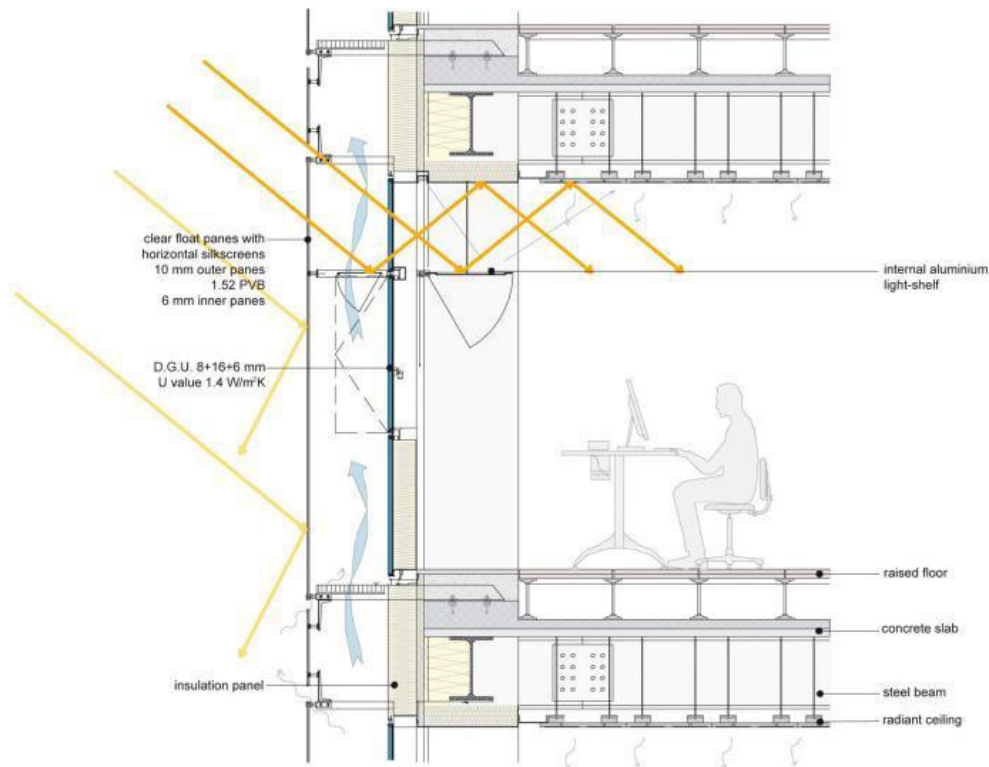 clear float panes with
horizontal silkscreens
10 mm outer panes
1.52 PVB
6 mm inner panes
internal aluminium
light-shelf
D.G.U. 8+16+6 mm
U value 1.4 W/m²K
raised floor
concrete slab
insulation panel
steel beam
radiant ceiling